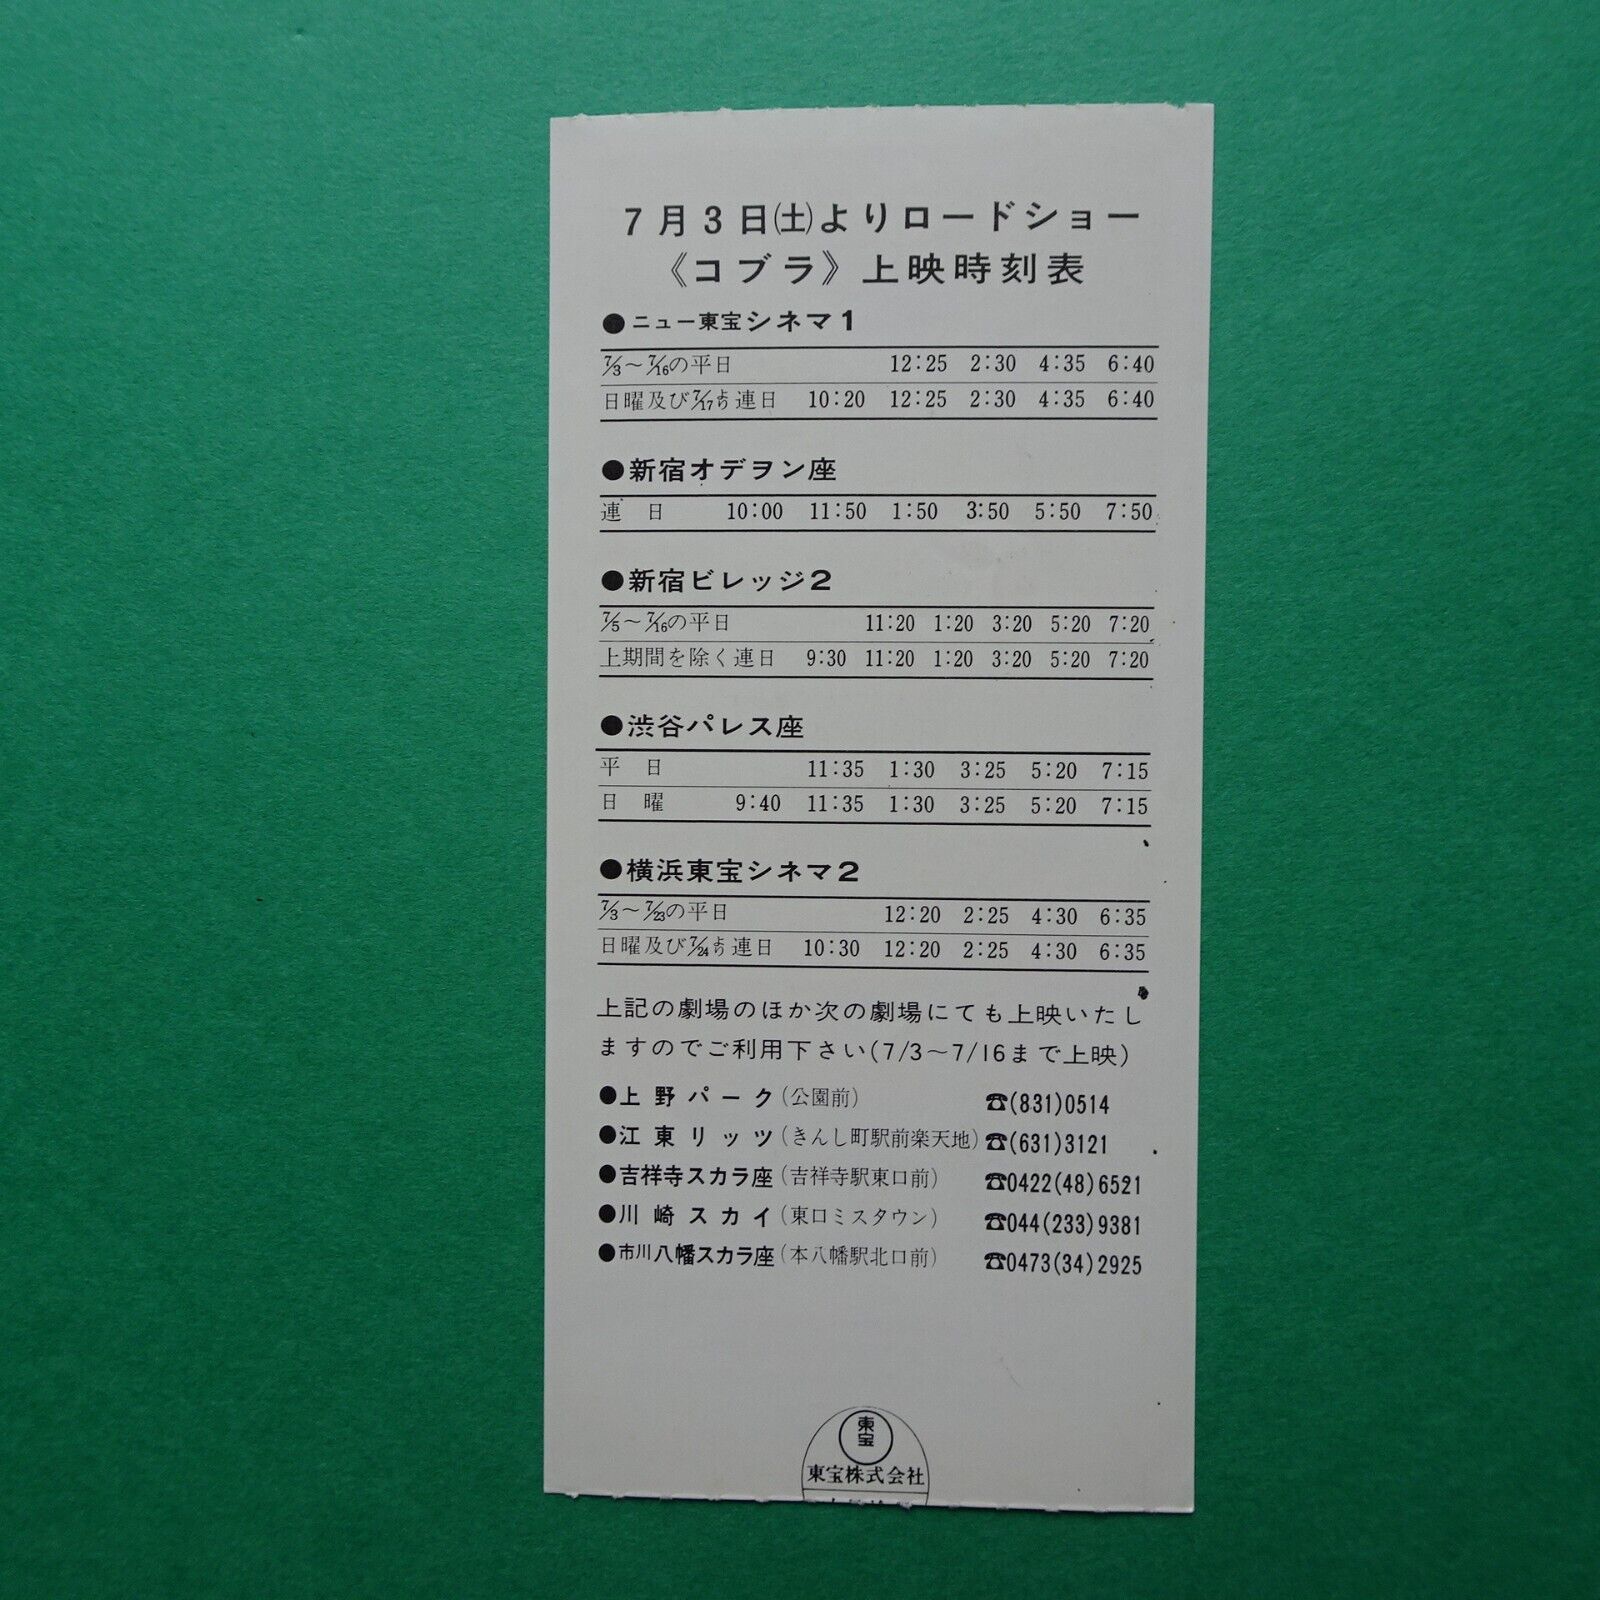 7月3日(土)よりロードショー
《コブラ》上映時刻表
●ニュー東宝シネマ1
7/3〜7/16の平日 12:25 2:30 4:35 6:40
日曜及び7/17より連日 10:20 12:25 2:30 4:35 6:40
●新宿オデヲン座
連日 10:00 11:50 1:50 3:50 5:50 7:50
●新宿ビレッジ2
7/5〜7/16の平日 11:20 1:20 3:20 5:20 7:20
上期間を除く連日 9:30 11:20 1:20 3:20 5:20 7:20
●渋谷パレス座
平日 11:35 1:30 3:25 5:20 7:15
日曜 9:40 11:35 1:30 3:25 5:20 7:15
●横浜東宝シネマ2
7/3〜7/23の平日 12:20 2:25 4:30 6:35
日曜及び7/24より連日 10:30 12:20 2:25 4:30 6:35
上記の劇場のほか次の劇場にても上映いたし
ますのでご利用下さい(7/3〜7/16まで上映)
●上野パーク(公園前) ☎(831)0514
●江東リッツ(きんし町駅前楽天地) ☎(631)3121
●吉祥寺スカラ座(吉祥寺駅東口前) ☎0422(48)6521
●川崎スカイ(東口ミスタウン) ☎044(233)9381
●市川八幡スカラ座(本八幡駅北口前) ☎0473(34)2925
東宝
東宝株式会社